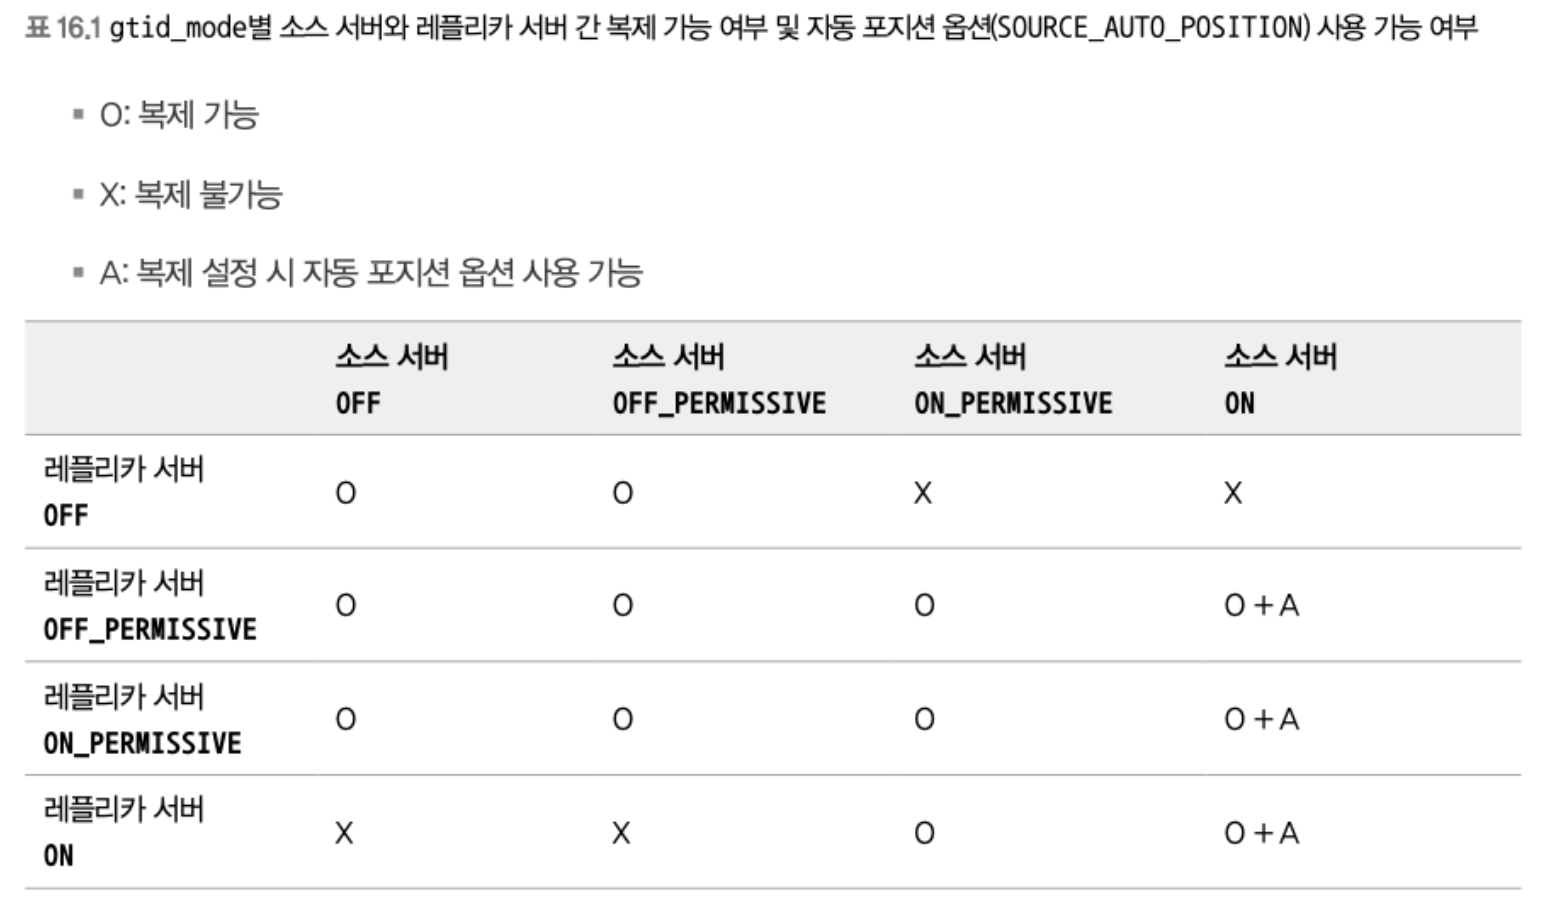 표 16.1 gtid_mode별 소스 서버와 레플리카 서버 간 복제 가능 여부 및 자동 포지션 옵션(SOURCE_AUTO_POSITION) 사용 가능 여부
▪ O: 복제 가능
▪ X: 복제 불가능
▪ A: 복제 설정 시 자동 포지션 옵션 사용 가능
소스 서버 소스 서버 소스 서버 소스 서버
OFF OFF_PERMISSIVE ON_PERMISSIVE ON
레플리카 서버
OFF O O X X
레플리카 서버
OFF_PERMISSIVE O O O O + A
레플리카 서버
ON_PERMISSIVE O O O O + A
레플리카 서버
ON X X O O + A